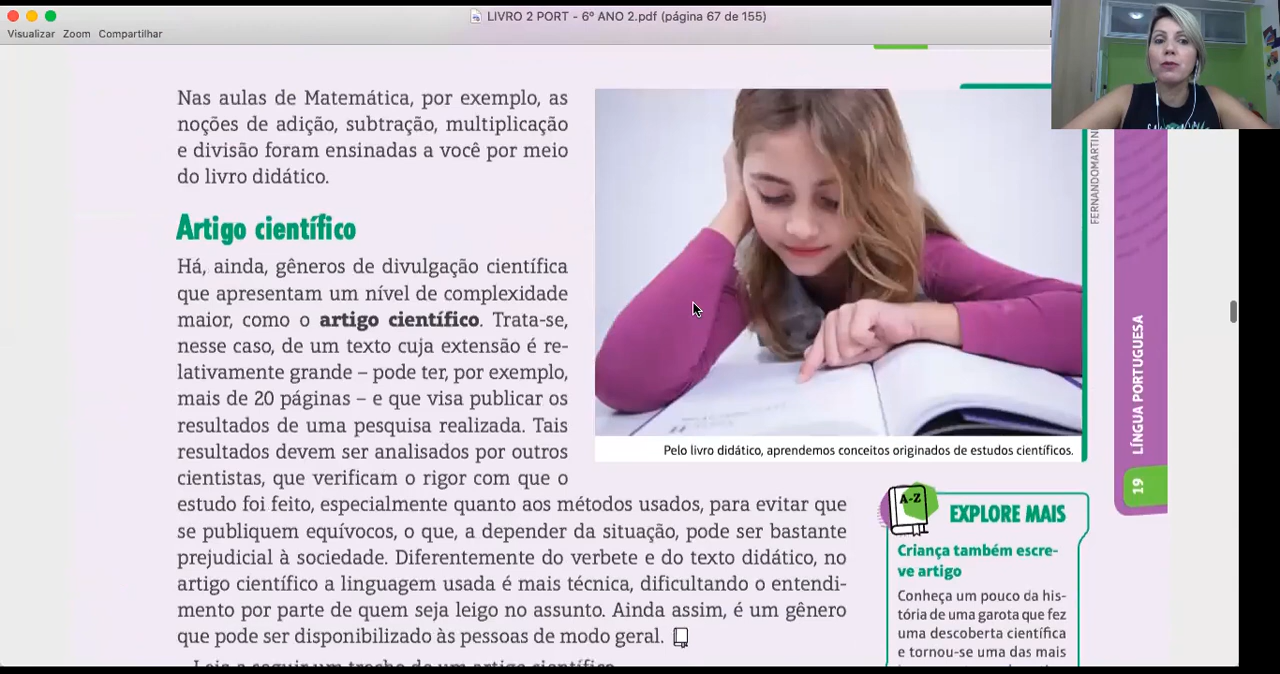 LIVRO 2 PORT - 6º ANO 2.pdf (página 67 de 155)
Visualizar Zoom Compartilhar
Nas aulas de Matemática, por exemplo, as
noções de adição, subtração, multiplicação
e divisão foram ensinadas a você por meio
do livro didático.
Artigo científico
Há, ainda, gêneros de divulgação científica
que apresentam um nível de complexidade
maior, como o artigo científico. Trata-se,
nesse caso, de um texto cuja extensão é re-
lativamente grande – pode ter, por exemplo,
mais de 20 páginas – e que visa publicar os
resultados de uma pesquisa realizada. Tais
resultados devem ser analisados por outros
cientistas, que verificam o rigor com que o
estudo foi feito, especialmente quanto aos métodos usados, para evitar que
se publiquem equívocos, o que, a depender da situação, pode ser bastante
prejudicial à sociedade. Diferentemente do verbete e do texto didático, no
artigo científico a linguagem usada é mais técnica, dificultando o entendi-
mento por parte de quem seja leigo no assunto. Ainda assim, é um gênero
que pode ser disponibilizado às pessoas de modo geral.
Leia a seguir um trecho de um artigo científico
Pelo livro didático, aprendemos conceitos originados de estudos científicos.
FERNANDOMARTIN
LÍNGUA PORTUGUESA
19
A-Z
EXPLORE MAIS
Criança também escre-
ve artigo
Conheça um pouco da his-
tória de uma garota que fez
uma descoberta científica
e tornou-se uma das mais